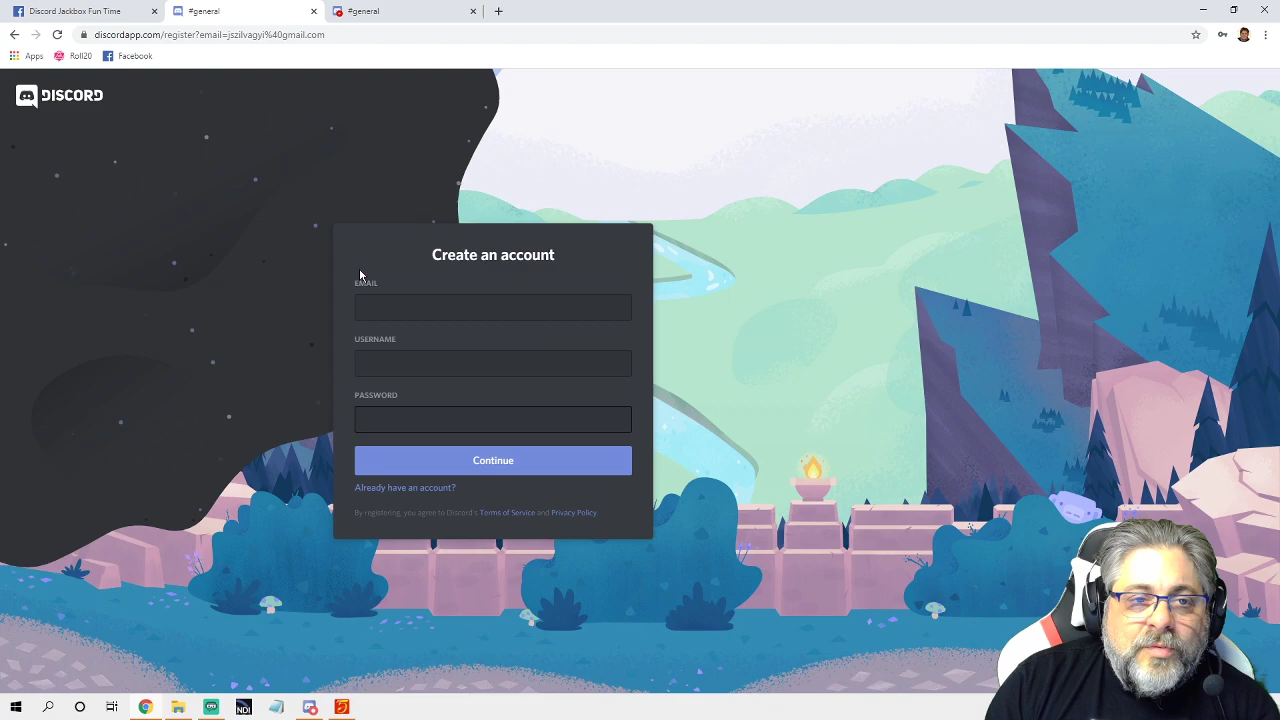 Discord Jackbox Fun Time
#general
#general
discordapp.com/register?email=jszilvagyi%40gmail.com
Apps
Roll20
Facebook
DISCORD
Create an account
EMAIL
USERNAME
PASSWORD
Continue
Already have an account?
By registering, you agree to Discord's Terms of Service and Privacy Policy.
NDI